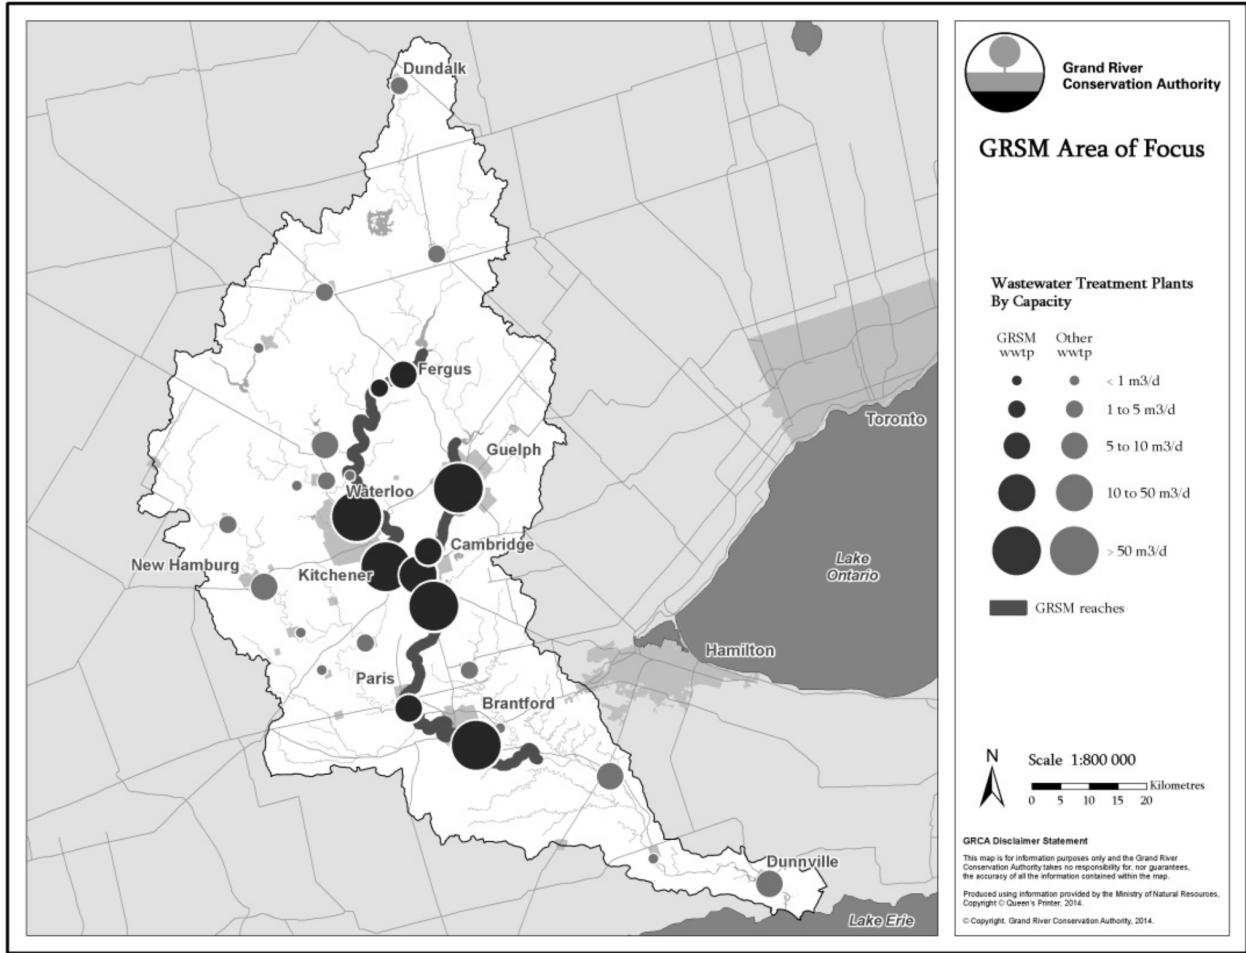 Dundalk
Fergus
Guelph
Waterloo
Cambridge
New Hamburg
Kitchener
Paris
Brantford
Dunnville
Toronto
Lake
Ontario
Hamilton
Lake Erie
Grand River
Conservation Authority
GRSM Area of Focus
Wastewater Treatment Plants
By Capacity
GRSM Other
wwtp wwtp
< 1 m3/d
1 to 5 m3/d
5 to 10 m3/d
10 to 50 m3/d
> 50 m3/d
GRSM reaches
N
Scale 1:800 000
Kilometres
0 5 10 15 20
GRCA Disclaimer Statement
This map is for information purposes only and the Grand River
Conservation Authority takes no responsibility for, nor guarantees,
the accuracy of all the information contained within the map.
Produced using information provided by the Ministry of Natural Resources,
Copyright © Queen's Printer, 2014.
© Copyright. Grand River Conservation Authority, 2014.